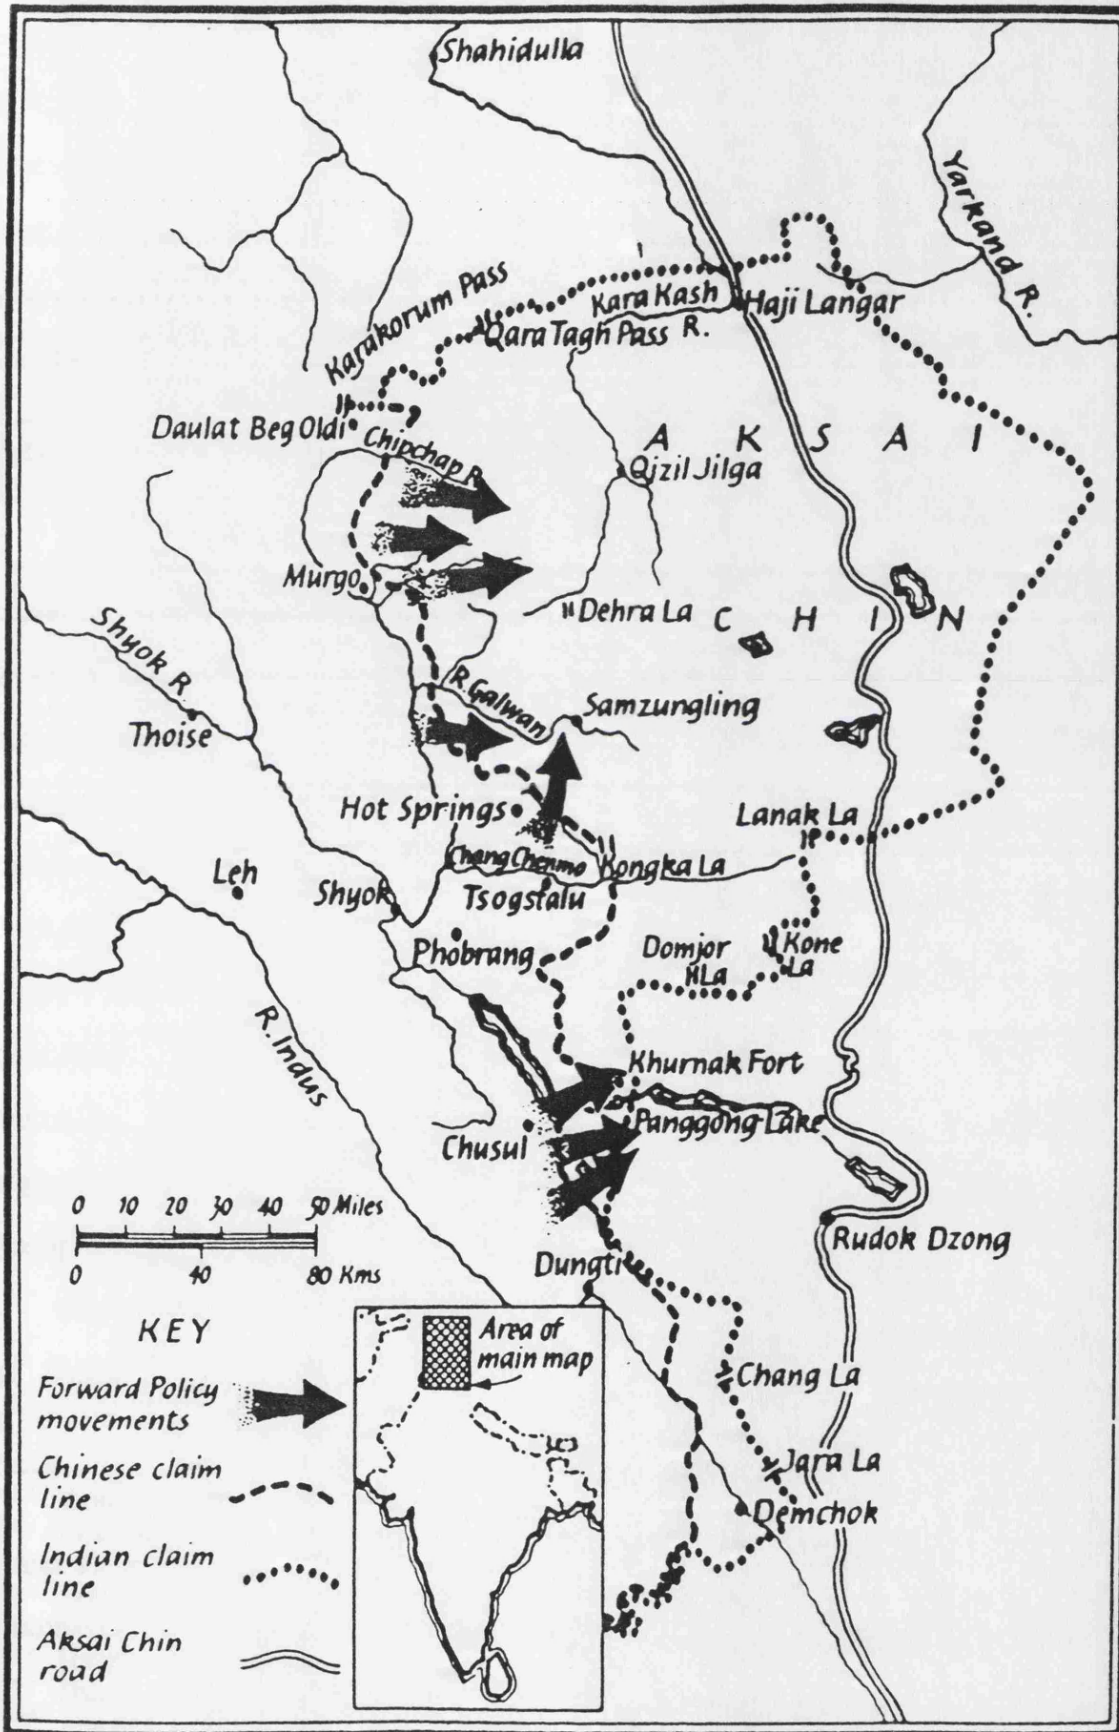 Shahidulla
Yarkand R.
Karakorum Pass
Kara Kash R.
Haji Langar
Qara Tagh Pass
Daulat Beg Oldi
Chipchap R.
AKSAI
Qizil Jilga
Murgo
Dehra La
CHIN
Shyok R.
Thoise
R. Galwan
Samzungling
Hot Springs
Lanak La
Leh
Shyok
Chang Chenmo
Kongka La
Tsogstalu
Phobrang
Domjor
La
Kone
La
R. Indus
Khurnak Fort
Chusul
Panggong Lake
Rudok Dzong
Dungti
0 10 20 30 40 50 Miles
0 40 80 Kms
Chang La
Jara La
Demchok
KEY
Forward Policy
movements
Chinese claim
line
Indian claim
line
Aksai Chin
road
Area of
main map